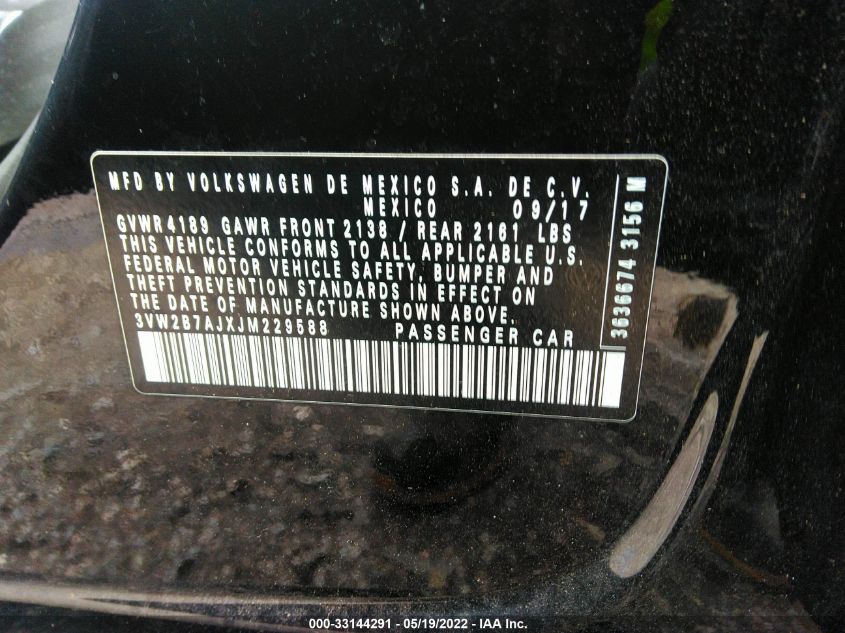 MFD BY VOLKSWAGEN DE MEXICO S.A. DE C.V.
MEXICO 09/17
GVWR 4189 GAWR FRONT 2138 / REAR 2161 LBS
THIS VEHICLE CONFORMS TO ALL APPLICABLE U.S.
FEDERAL MOTOR VEHICLE SAFETY, BUMPER AND
THEFT PREVENTION STANDARDS IN EFFECT ON
THE DATE OF MANUFACTURE SHOWN ABOVE.
3VW2B7AJXJM229588 PASSENGER CAR
3636674 3156 M
000-33144291 - 05/19/2022 - IAA Inc.